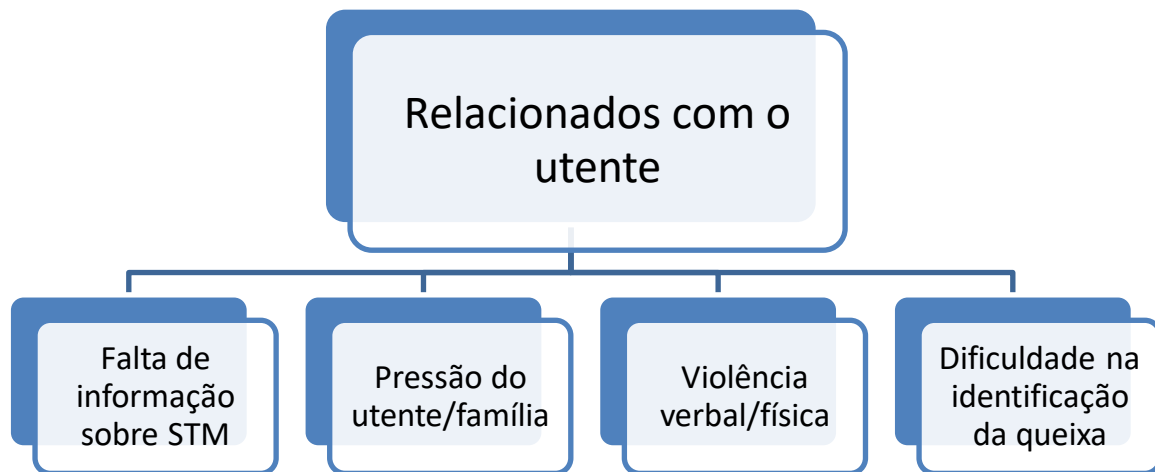 Relacionados com o
utente
Falta de
informação
sobre STM
Pressão do
utente/família
Violência
verbal/física
Dificuldade na
identificação
da queixa